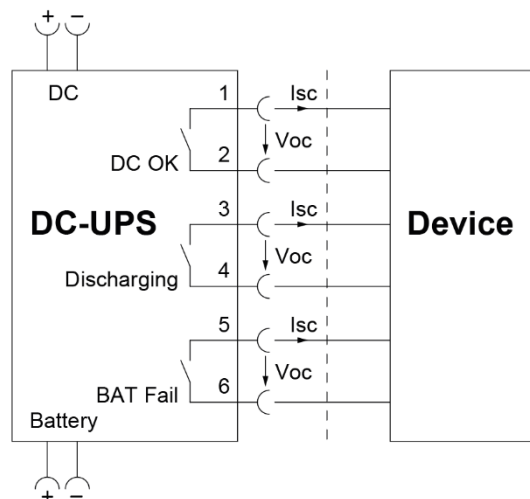 + −
DC
1 Isc
Voc
2
DC OK
3 Isc
DC-UPS Device
Voc
4
Discharging
5 Isc
Voc
6
BAT Fail
Battery
+ −